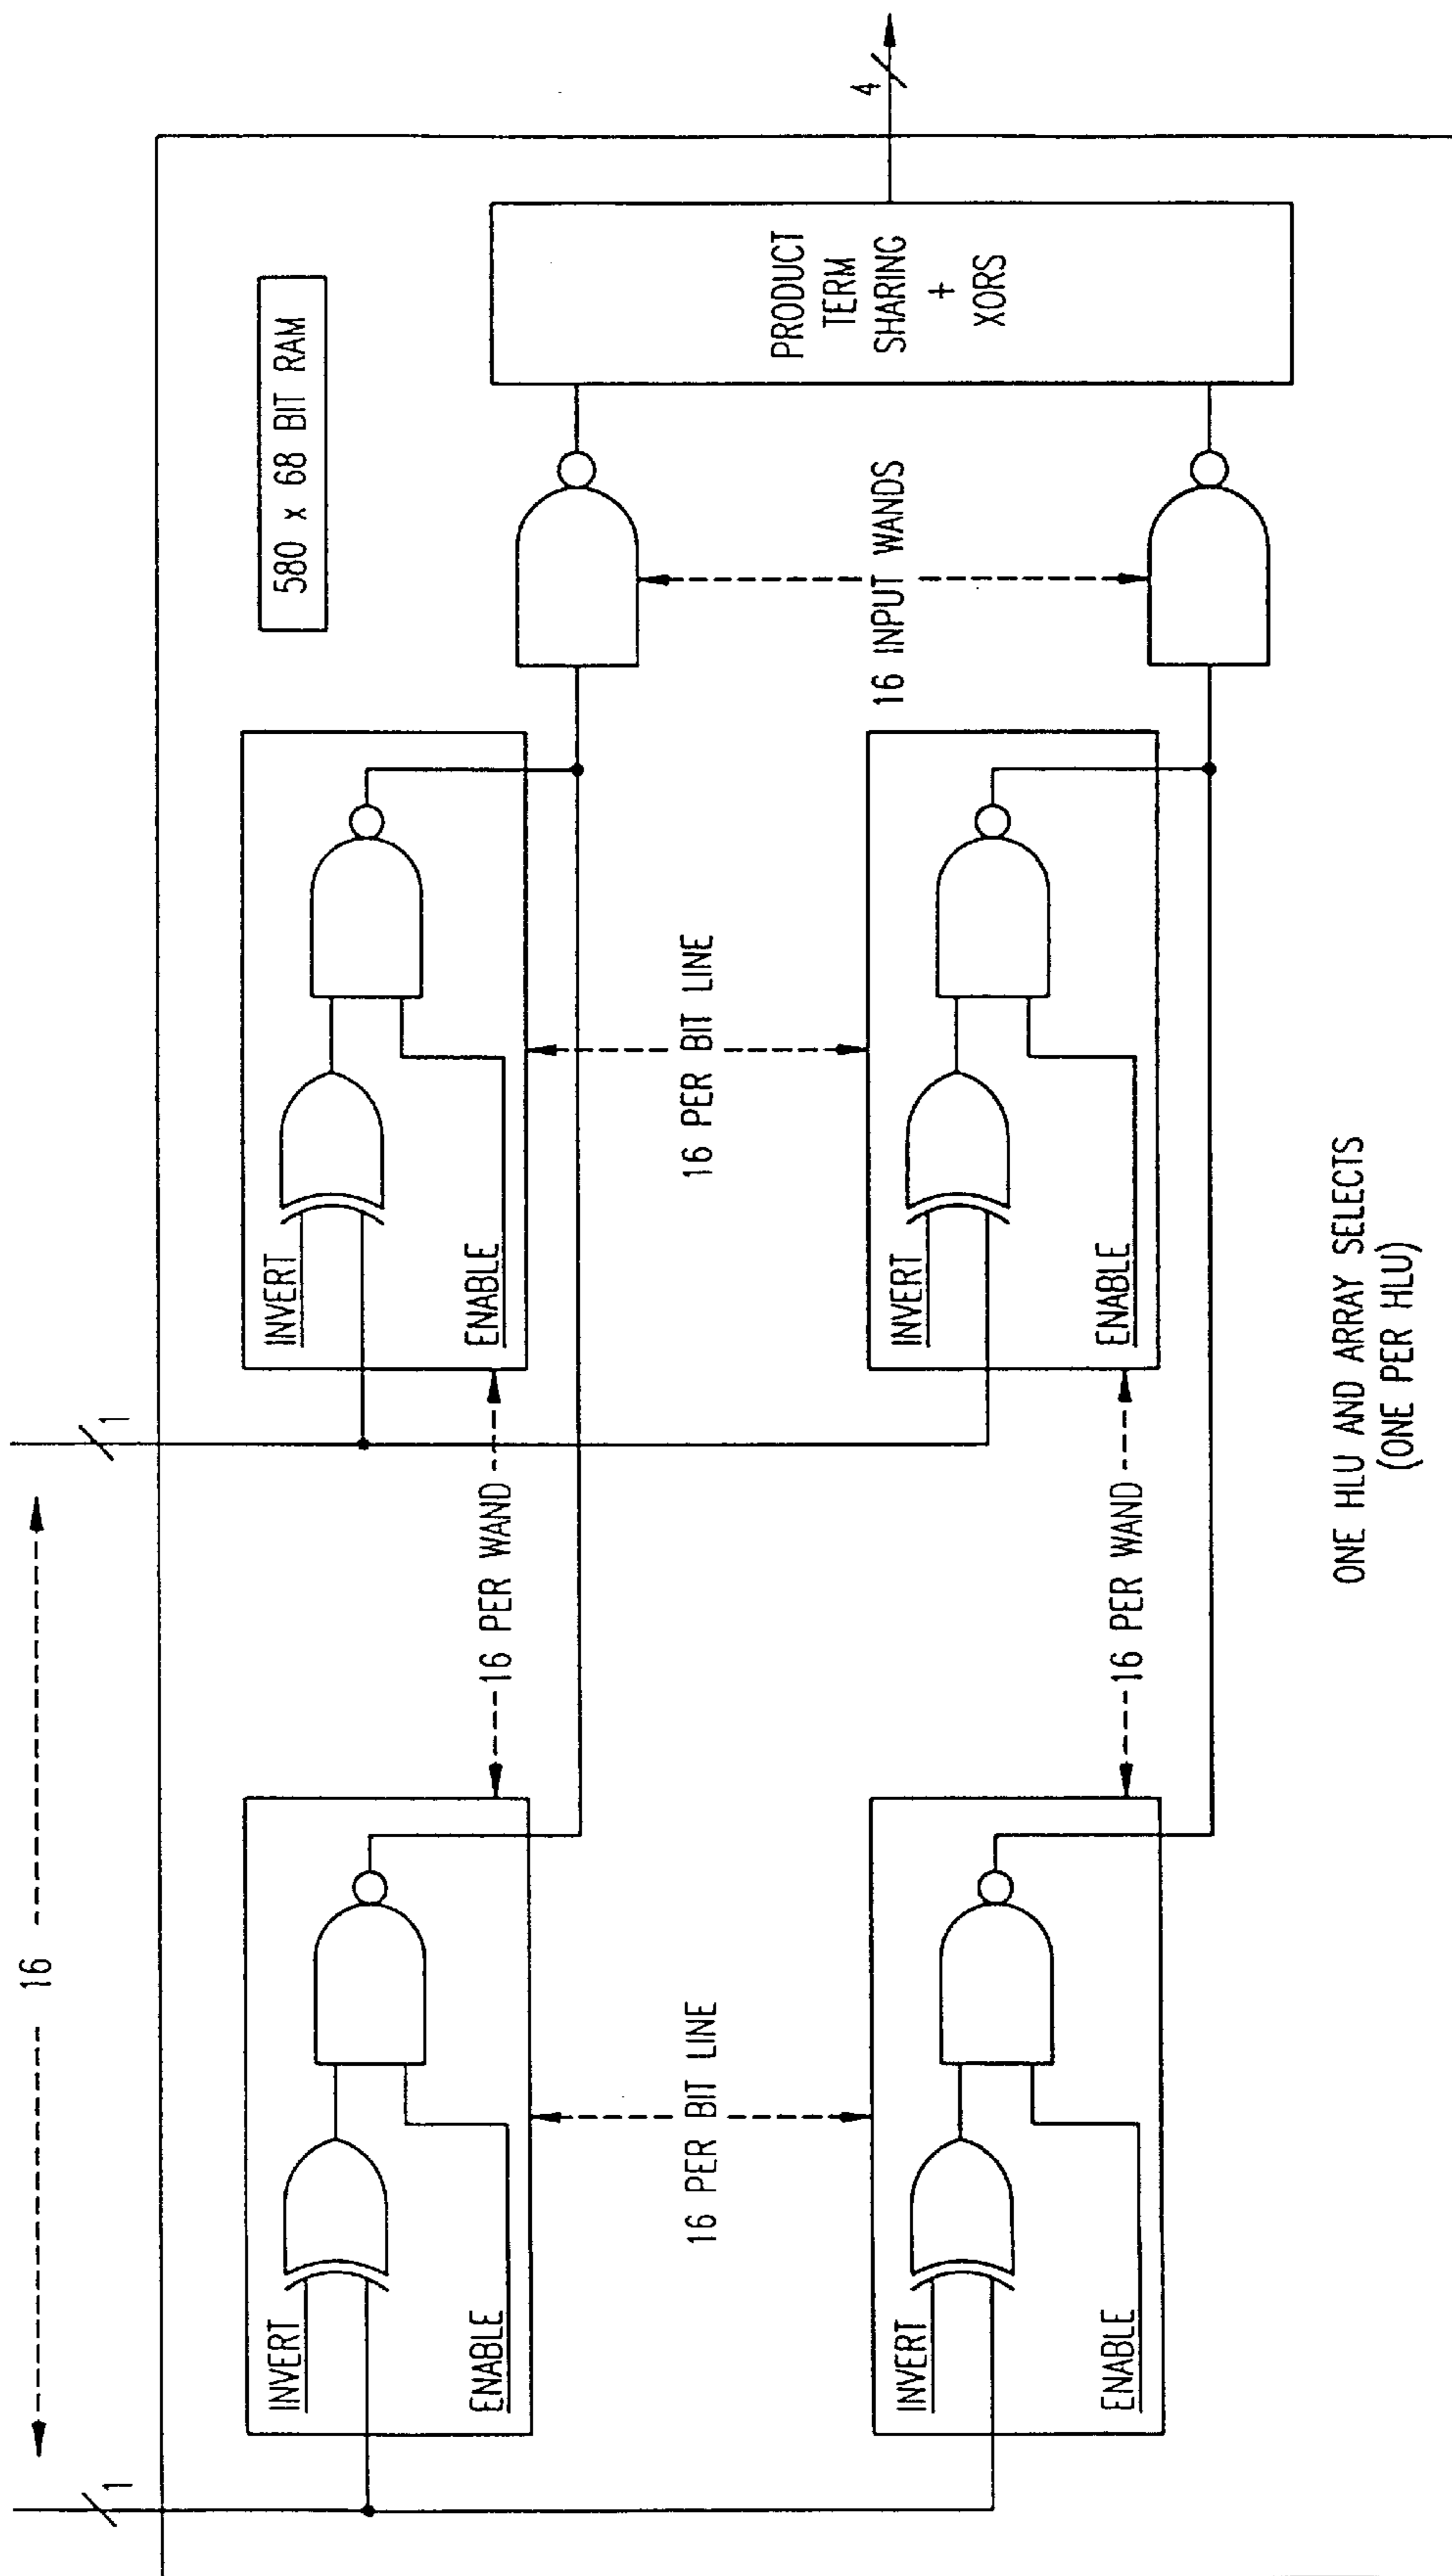 16
1
1
INVERT
ENABLE
INVERT
ENABLE
16 PER WAND
580 x 68 BIT RAM
16 PER BIT LINE
16 PER BIT LINE
16 INPUT WANDS
PRODUCT
TERM
SHARING
+
XORS
4
INVERT
ENABLE
16 PER WAND
INVERT
ENABLE
ONE HLU AND ARRAY SELECTS
(ONE PER HLU)